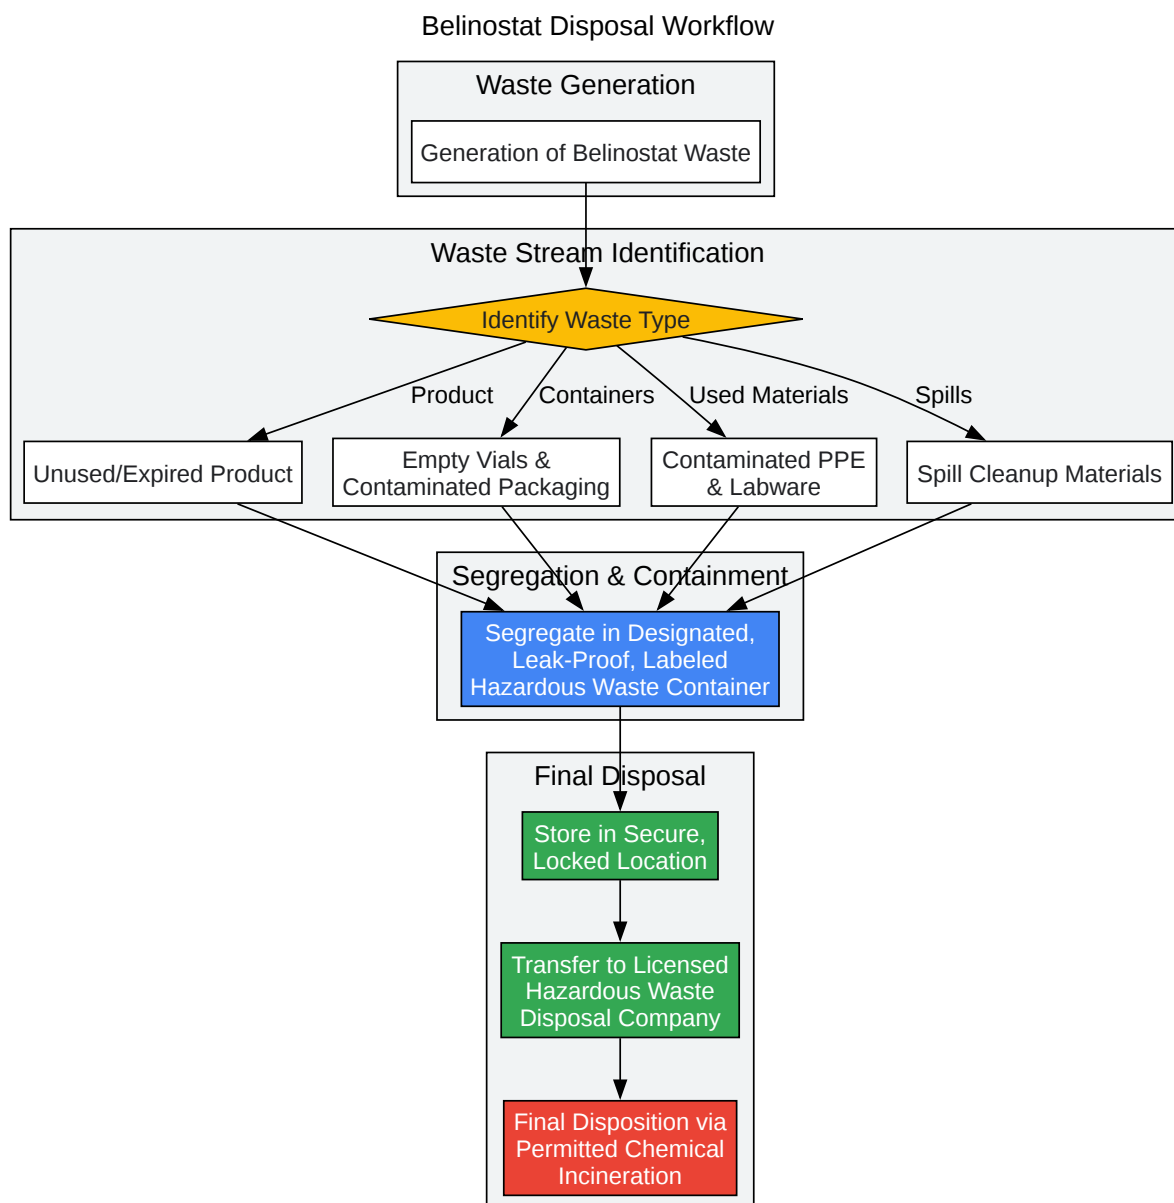 Belinostat Disposal Workflow
Waste Generation
Generation of Belinostat Waste
Waste Stream Identification
Identify Waste Type
Product
Containers
Used Materials
Spills
Unused/Expired Product
Empty Vials &
Contaminated Packaging
Contaminated PPE
& Labware
Spill Cleanup Materials
Segregation & Containment
Segregate in Designated,
Leak-Proof, Labeled
Hazardous Waste Container
Final Disposal
Store in Secure,
Locked Location
Transfer to Licensed
Hazardous Waste
Disposal Company
Final Disposition via
Permitted Chemical
Incineration